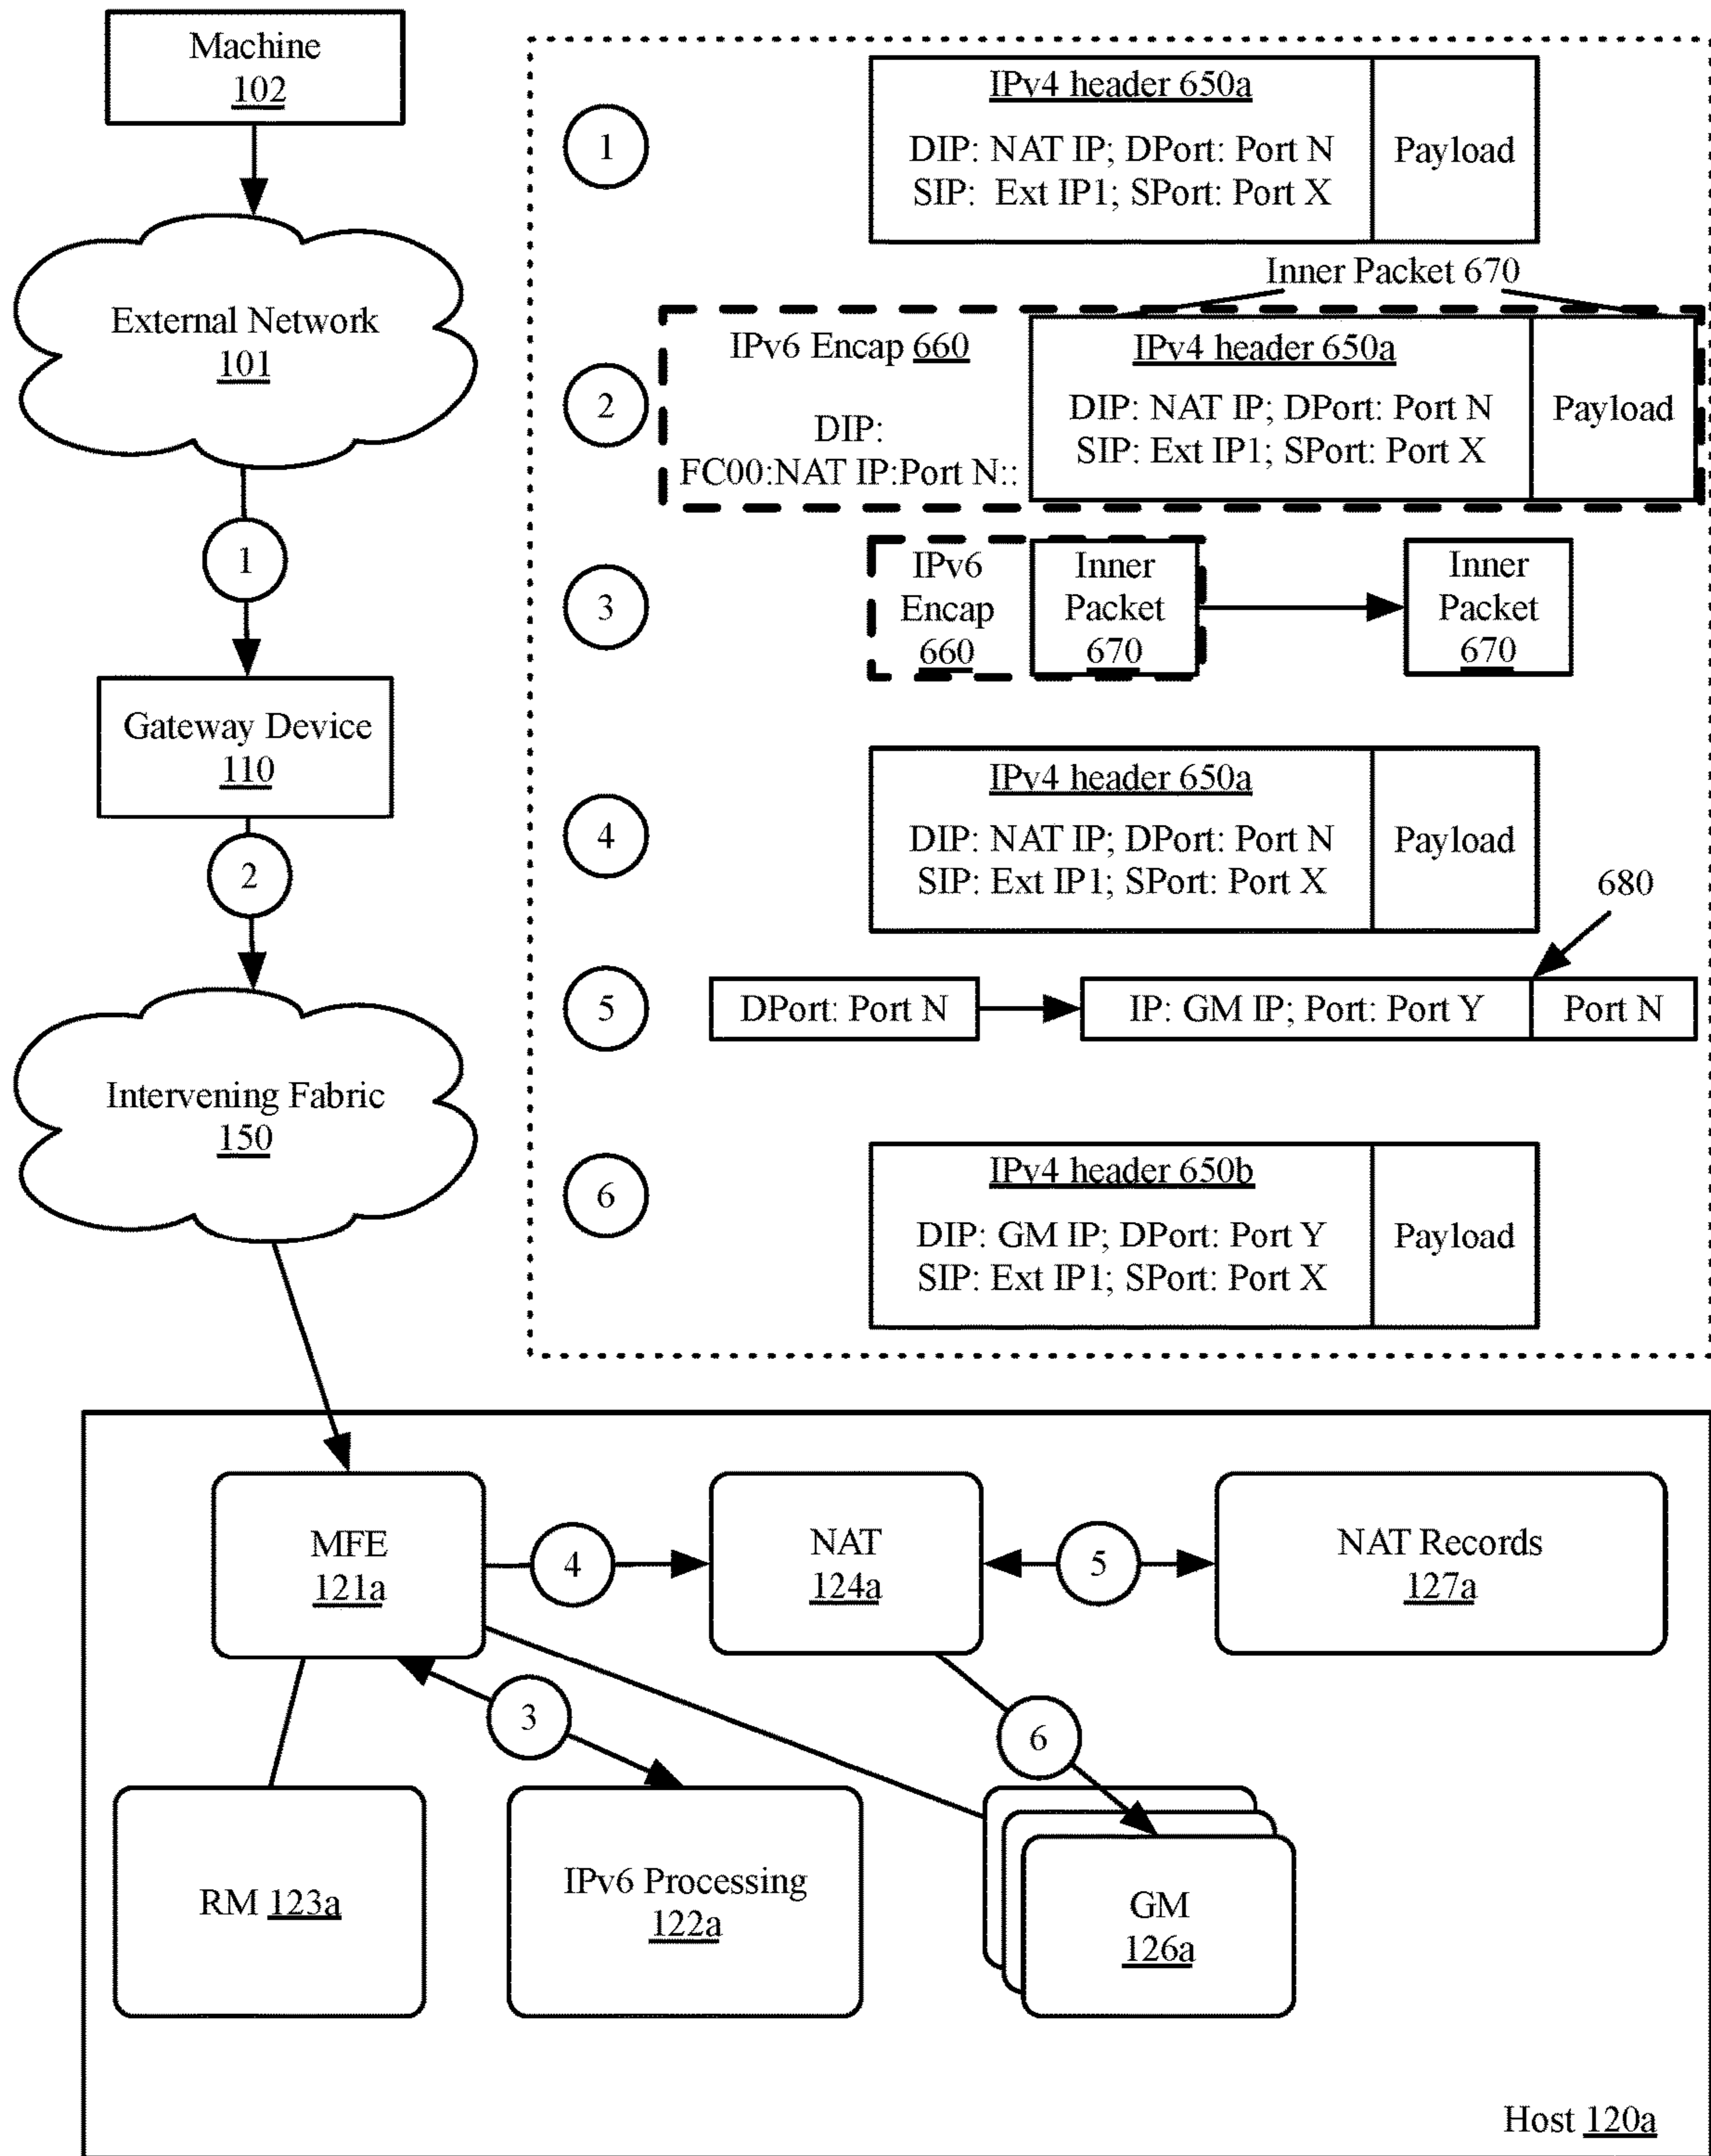 Machine
102
External Network
101
1
Gateway Device
110
2
Intervening Fabric
150
1
IPv4 header 650a
DIP: NAT IP; DPort: Port N
SIP: Ext IP1; SPort: Port X
Payload
Inner Packet 670
2
IPv6 Encap 660
DIP:
FC00:NAT IP:Port N::
IPv4 header 650a
DIP: NAT IP; DPort: Port N
SIP: Ext IP1; SPort: Port X
Payload
3
IPv6
Encap
660
Inner
Packet
670
Inner
Packet
670
4
IPv4 header 650a
DIP: NAT IP; DPort: Port N
SIP: Ext IP1; SPort: Port X
Payload
680
5
DPort: Port N
IP: GM IP; Port: Port Y
Port N
6
IPv4 header 650b
DIP: GM IP; DPort: Port Y
SIP: Ext IP1; SPort: Port X
Payload
MFE
121a
4
NAT
124a
5
NAT Records
127a
3
6
RM 123a
IPv6 Processing
122a
GM
126a
Host 120a